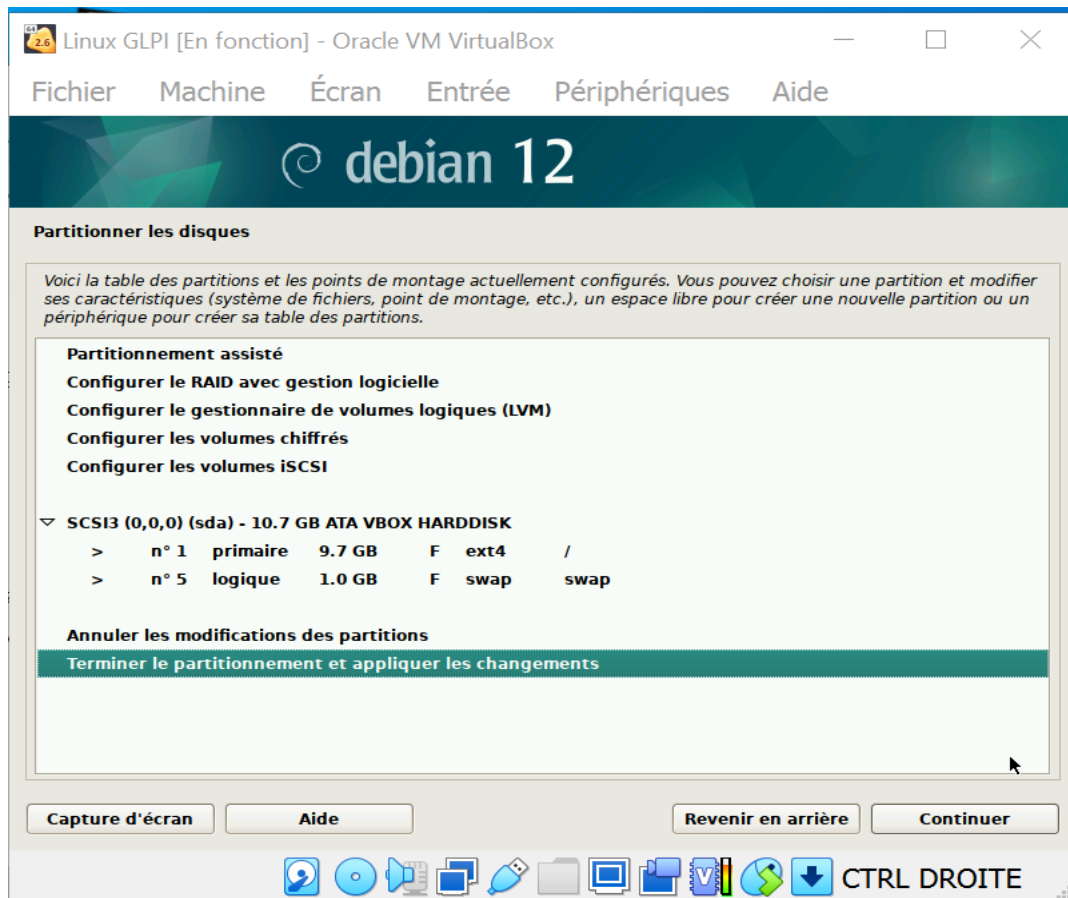 Linux GLPI [En fonction] - Oracle VM VirtualBox
Fichier Machine Écran Entrée Périphériques Aide
debian 12
Partitionner les disques
Voici la table des partitions et les points de montage actuellement configurés. Vous pouvez choisir une partition et modifier
ses caractéristiques (système de fichiers, point de montage, etc.), un espace libre pour créer une nouvelle partition ou un
périphérique pour créer sa table des partitions.
Partitionnement assisté
Configurer le RAID avec gestion logicielle
Configurer le gestionnaire de volumes logiques (LVM)
Configurer les volumes chiffrés
Configurer les volumes iSCSI
SCSI3 (0,0,0) (sda) - 10.7 GB ATA VBOX HARDDISK
> n° 1 primaire 9.7 GB F ext4 /
> n° 5 logique 1.0 GB F swap swap
Annuler les modifications des partitions
Terminer le partitionnement et appliquer les changements
Capture d'écran Aide Revenir en arrière Continuer
CTRL DROITE